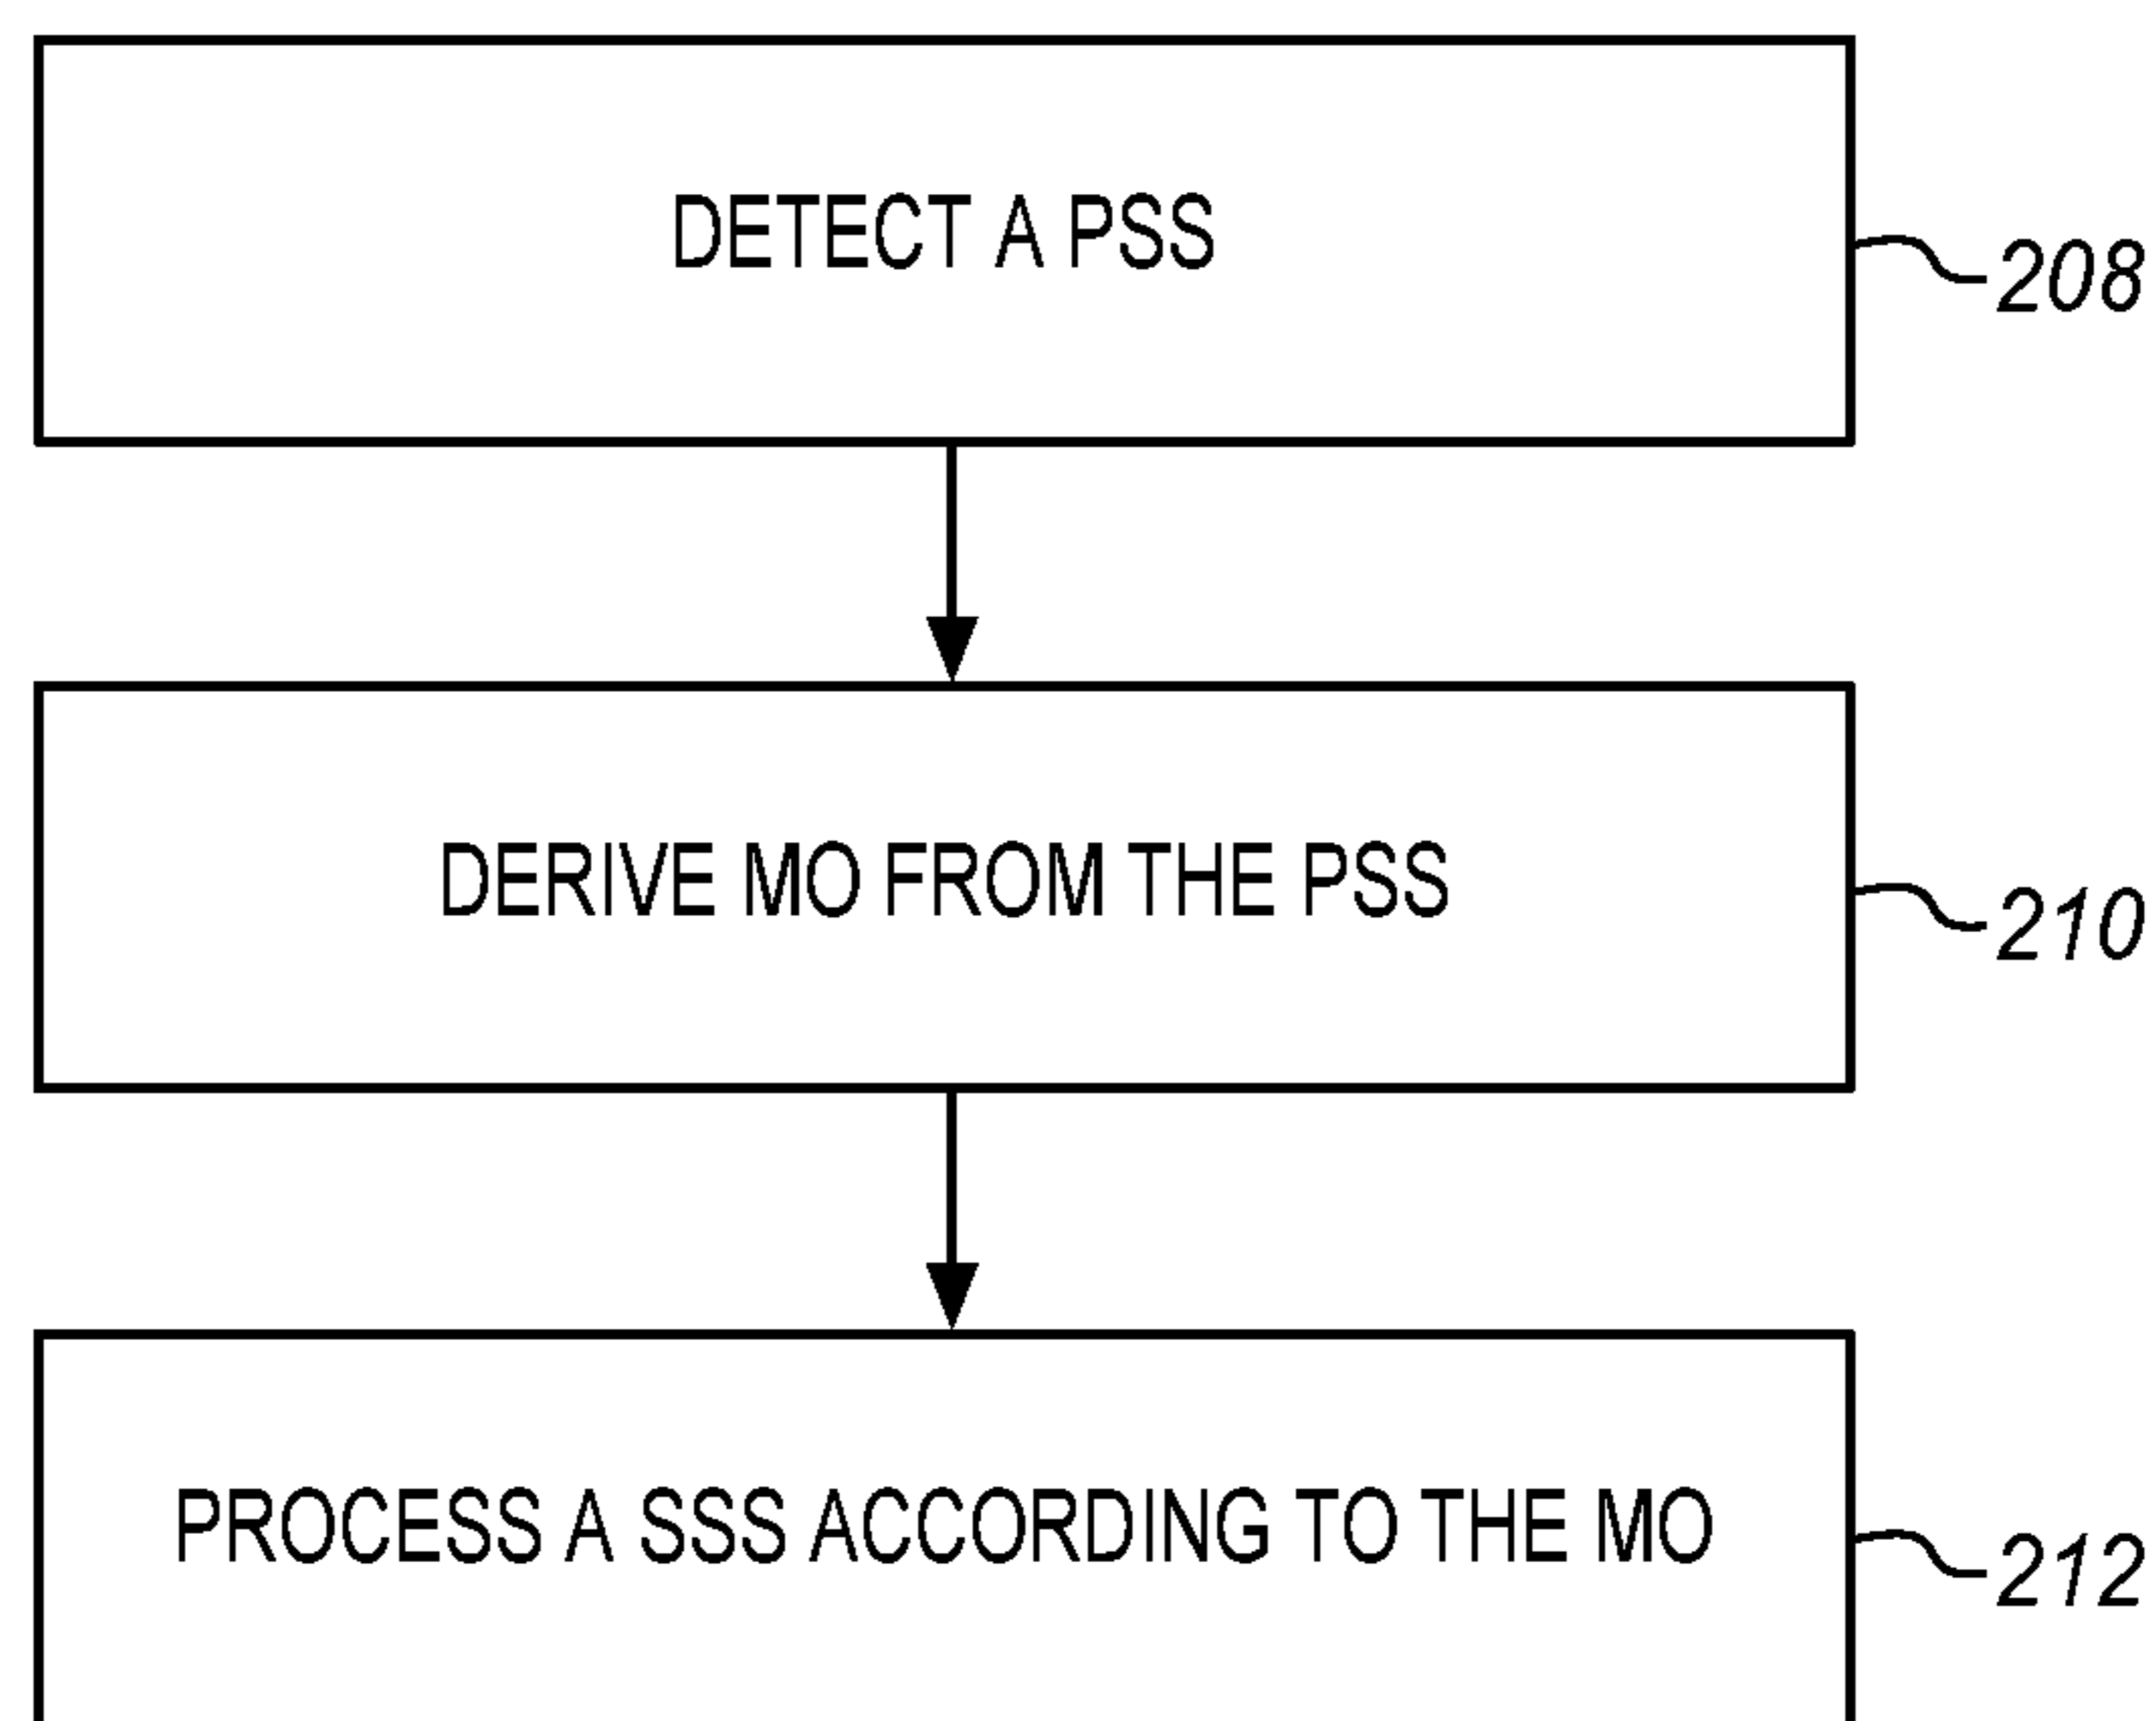 DETECT A PSS
208
DERIVE MO FROM THE PSS
210
PROCESS A SSS ACCORDING TO THE MO
212